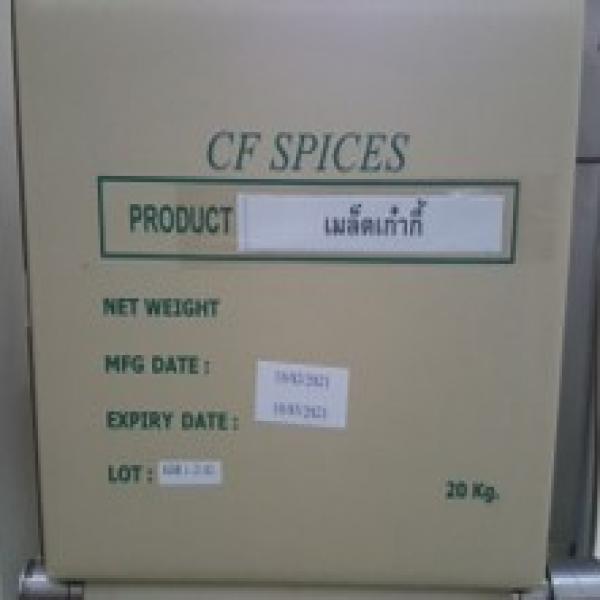 CF SPICES
PRODUCT เมล็ดเก๋ากี้
NET WEIGHT
MFG DATE :
EXPIRY DATE :
LOT :
20 Kg.